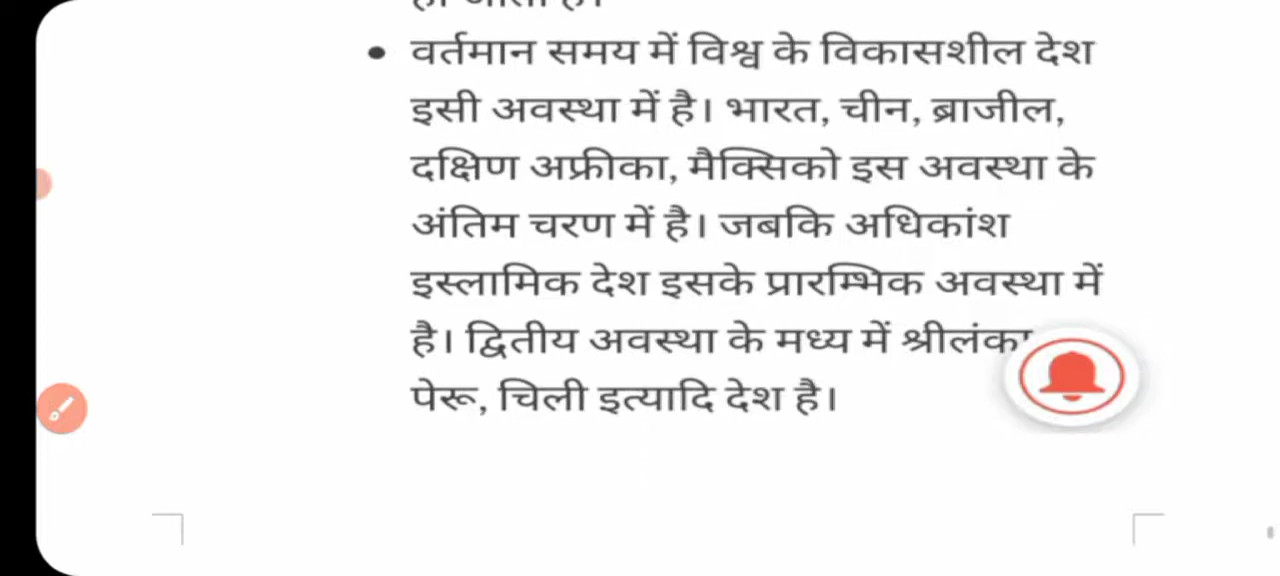 • वर्तमान समय में विश्व के विकासशील देश
इसी अवस्था में है। भारत, चीन, ब्राजील,
दक्षिण अफ्रीका, मैक्सिको इस अवस्था के
अंतिम चरण में है। जबकि अधिकांश
इस्लामिक देश इसके प्रारम्भिक अवस्था में
है। द्वितीय अवस्था के मध्य में श्रीलंका
पेरू, चिली इत्यादि देश है।